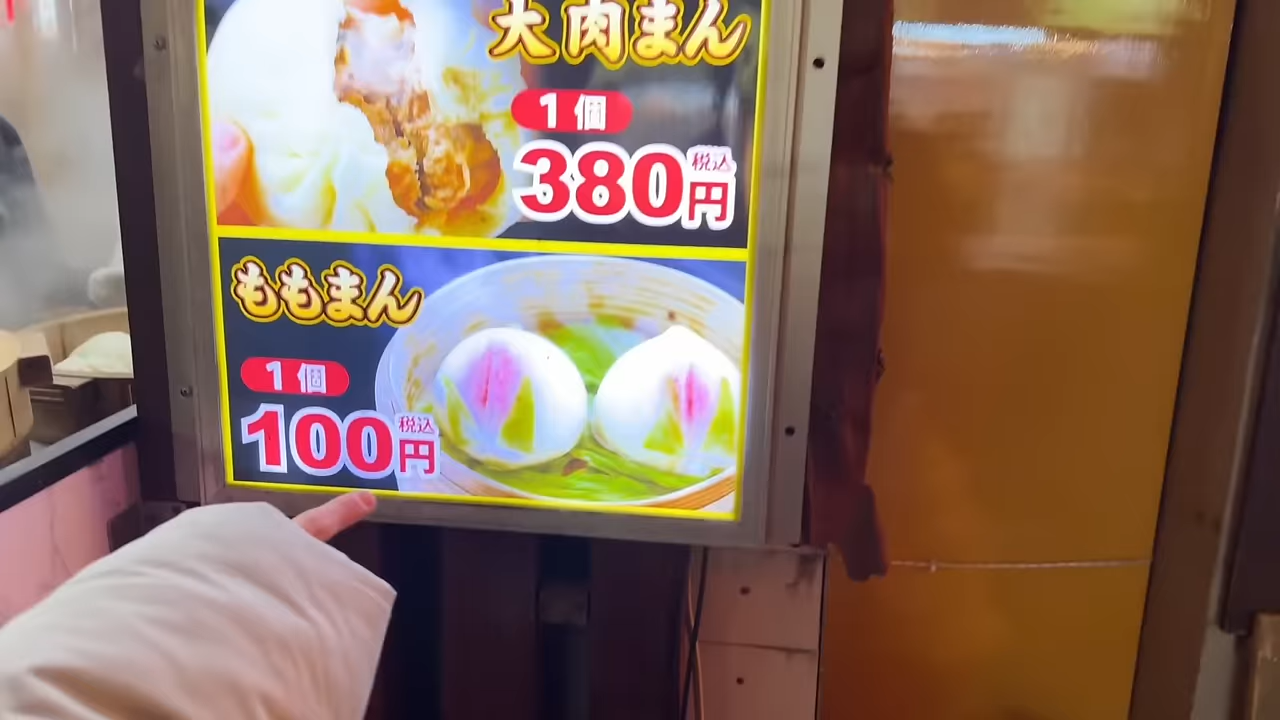 大肉まん
1個
380円 税込
ももまん
1個
100円 税込